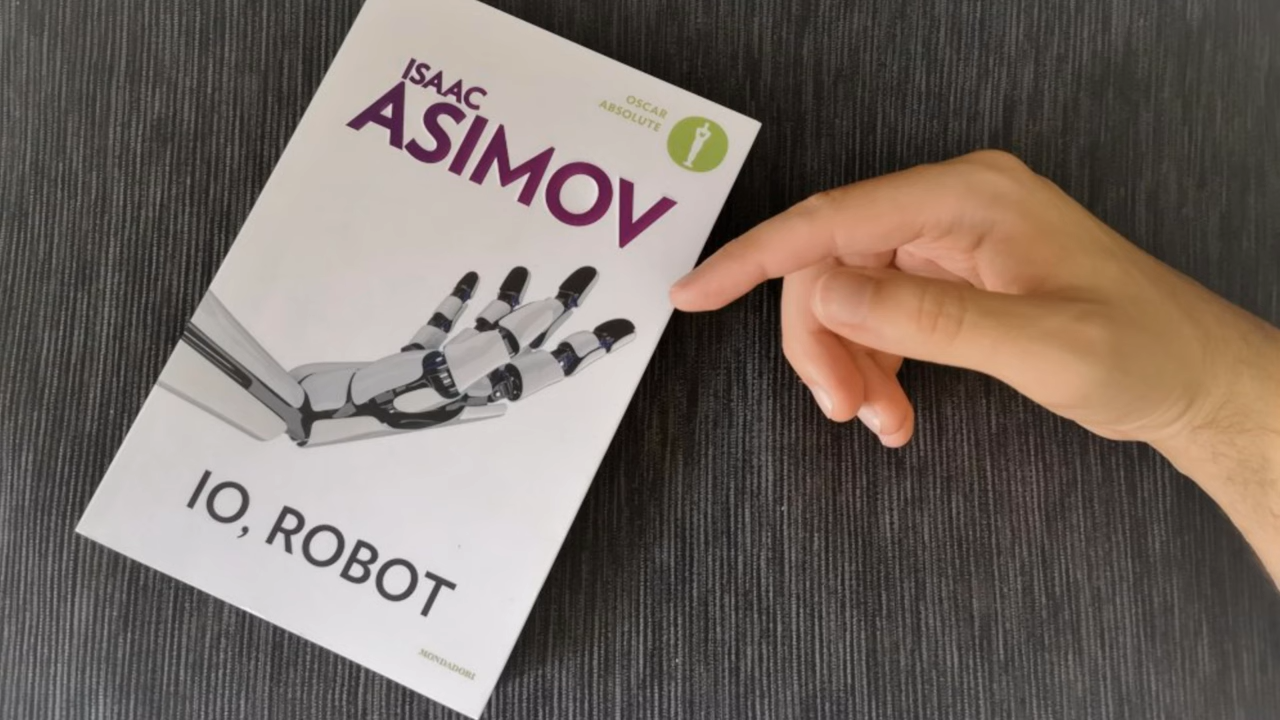 ISAAC
ASIMOV
OSCAR
ABSOLUTE
IO, ROBOT
MONDADORI